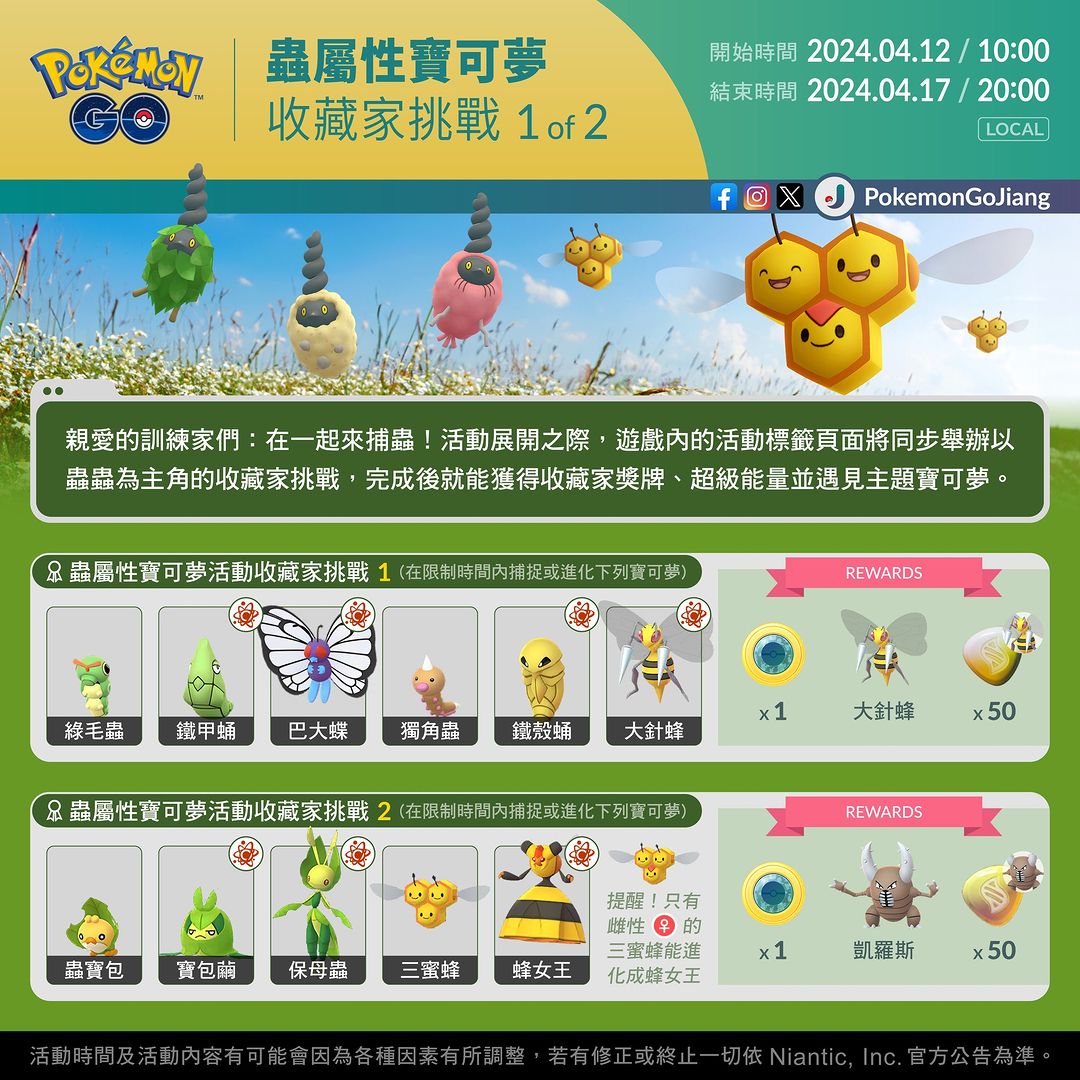 POKÉMON
GO
TM
蟲屬性寶可夢
收藏家挑戰 1 of 2
開始時間 2024.04.12 / 10:00
結束時間 2024.04.17 / 20:00
LOCAL
PokemonGoJiang
親愛的訓練家們：在一起來捕蟲！活動展開之際，遊戲內的活動標籤頁面將同步舉辦以
蟲蟲為主角的收藏家挑戰，完成後就能獲得收藏家獎牌、超級能量並遇見主題寶可夢。
蟲屬性寶可夢活動收藏家挑戰 1 (在限制時間內捕捉或進化下列寶可夢)
REWARDS
綠毛蟲
鐵甲蛹
巴大蝶
獨角蟲
鐵殼蛹
大針蜂
x 1
大針蜂
x 50
蟲屬性寶可夢活動收藏家挑戰 2 (在限制時間內捕捉或進化下列寶可夢)
REWARDS
蟲寶包
寶包繭
保母蟲
三蜜蜂
蜂女王
提醒！只有
雌性 ♀ 的
三蜜蜂能進
化成蜂女王
x 1
凱羅斯
x 50
活動時間及活動內容有可能會因為各種因素有所調整，若有修正或終止一切依 Niantic, Inc. 官方公告為準。